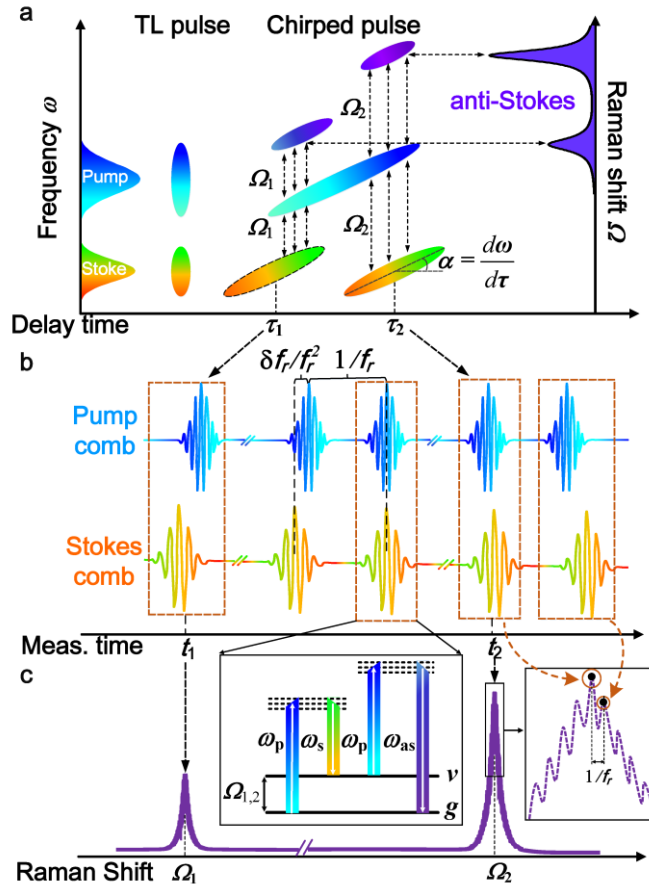 a
TL pulse
Chirped pulse
Frequency ω
Pump
Stoke
Ω₁
Ω₁
Ω₂
Ω₂
anti-Stokes
Raman shift Ω
α = dω/dτ
Delay time
τ₁
τ₂
b
δfᵣ/fᵣ²
1/fᵣ
Pump
comb
Stokes
comb
Meas. time
t₁
t₂
c
ωp
ωs
ωp
ωas
Ω₁,₂
v
g
1/fᵣ
Raman Shift
Ω₁
Ω₂